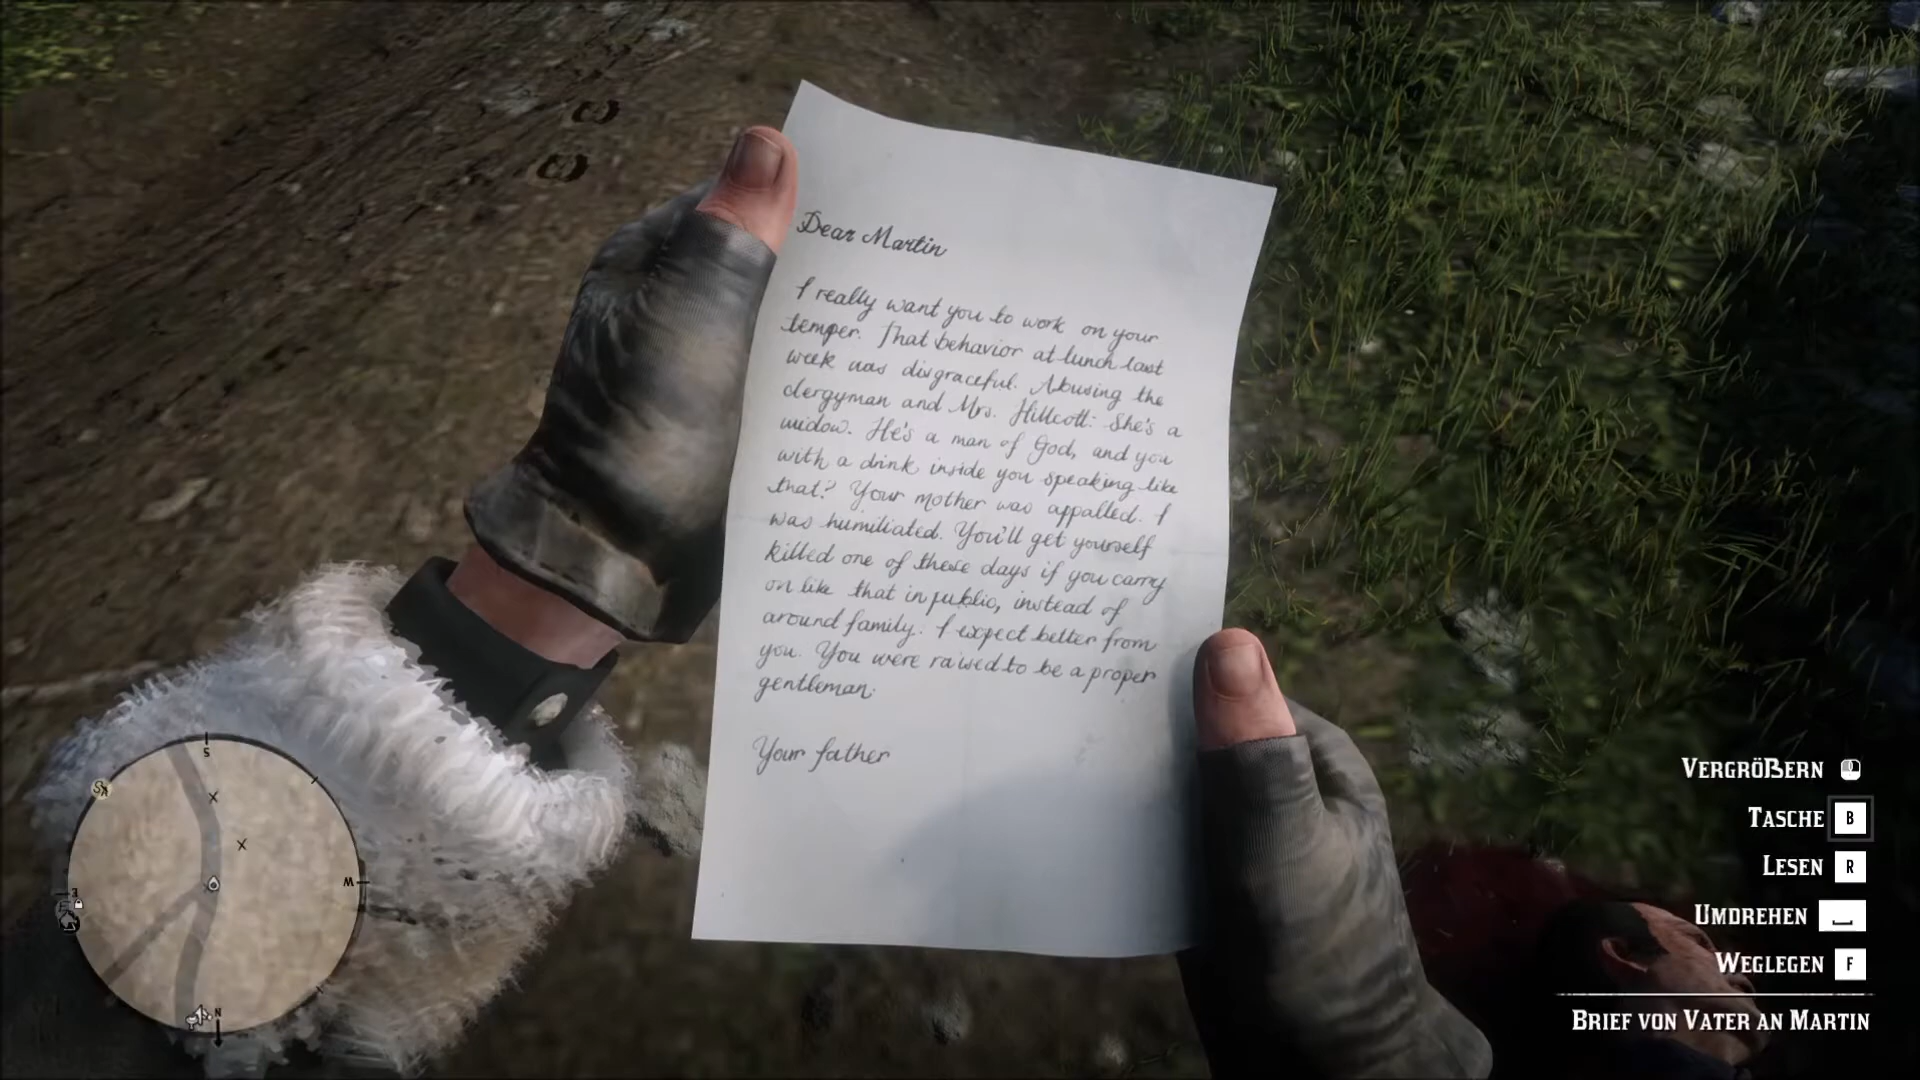 Dear Martin
I really want you to work on your
temper. That behavior at lunch last
week was disgraceful. Abusing the
clergyman and Mrs. Hillcott. She's a
widow. He's a man of God, and you
with a drink inside you speaking like
that? Your mother was appalled. I
was humiliated. You'll get yourself
killed one of these days if you carry
on like that in public, instead of
around family. I expect better from
you. You were raised to be a proper
gentleman.
Your father
S
W
E
N
VERGRÖẞERN
TASCHE B
LESEN R
UMDREHEN
WEGLEGEN F
BRIEF VON VATER AN MARTIN